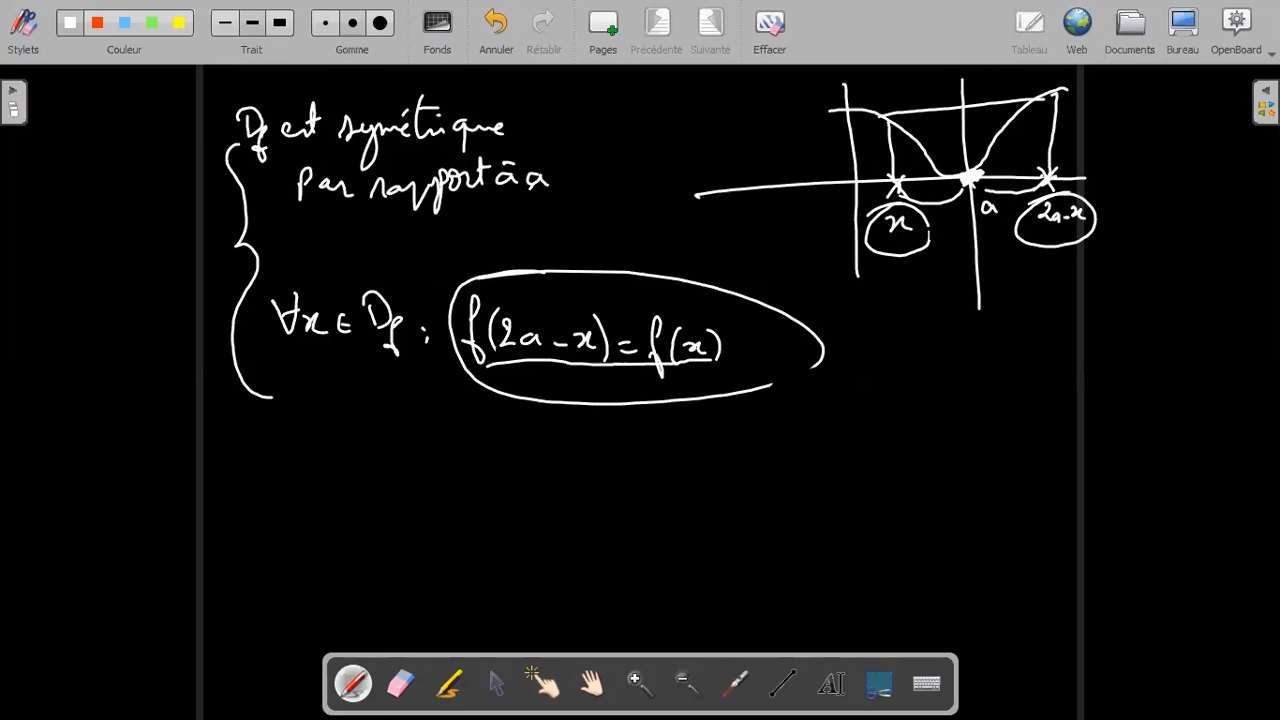 Stylets Couleur Trait Gomme Fonds Annuler Rétablir Pages Précédente Suivante Effacer Tableau Web Documents Bureau OpenBoard
Df est symétrique
par rapport à a
x a 2a-x
∀x ∈ Df ; f(2a-x) = f(x)